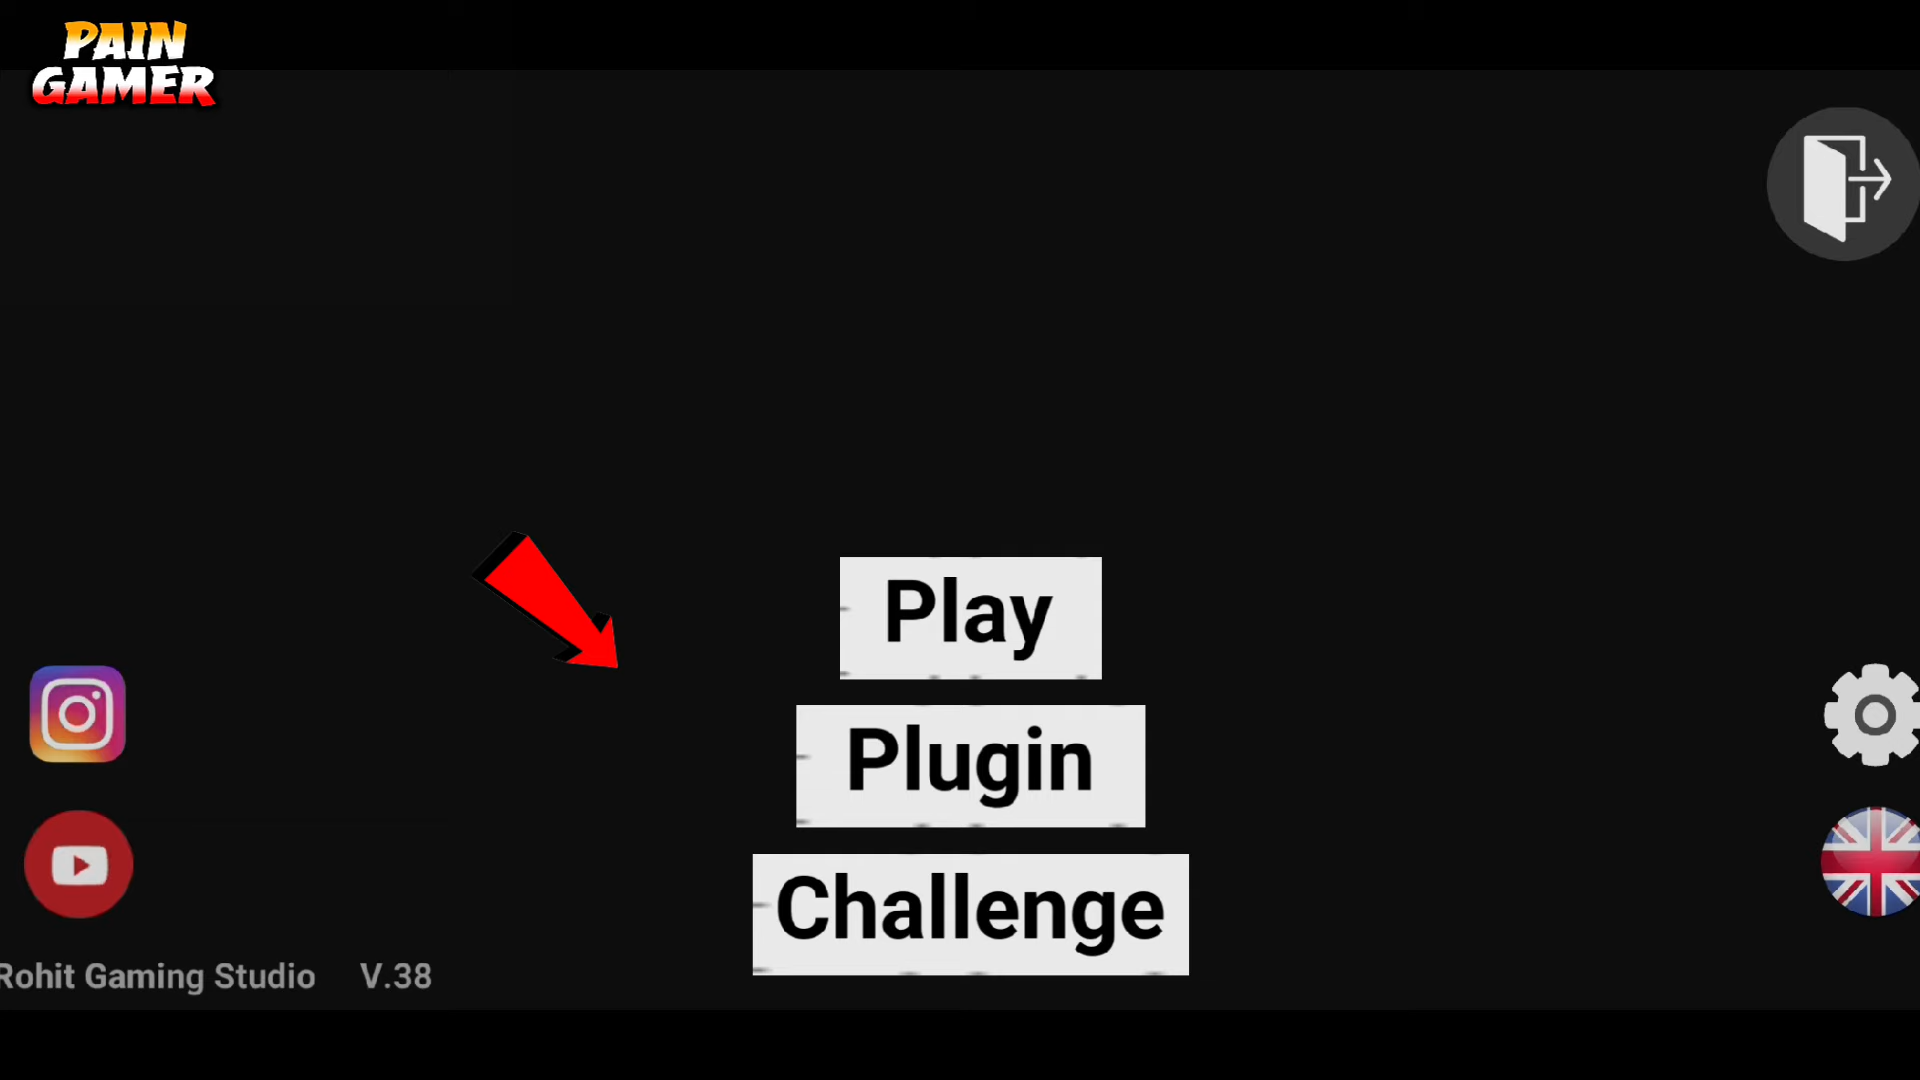 PAIN
GAMER
Play
Plugin
Challenge
Rohit Gaming Studio V.38